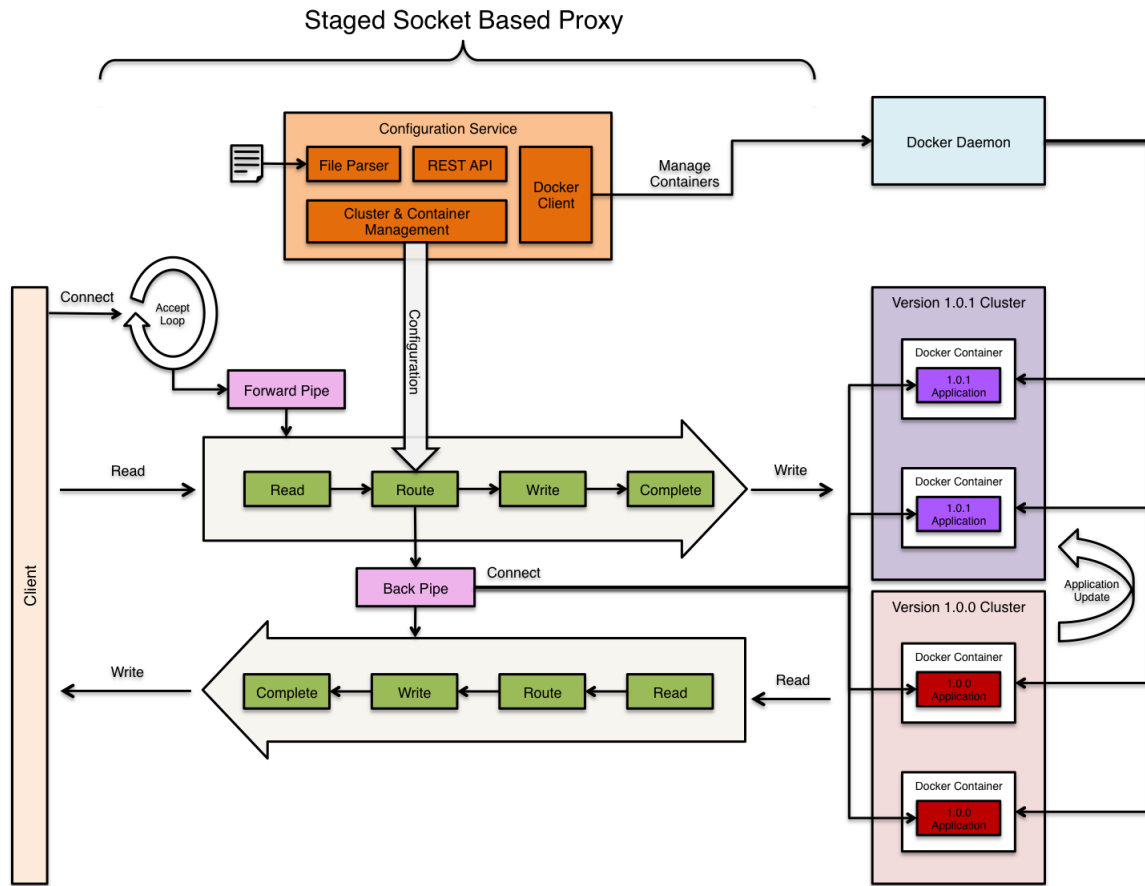 Staged Socket Based Proxy
Configuration Service
File Parser
REST API
Docker
Client
Cluster & Container
Management
Manage
Containers
Docker Daemon
Connect
Accept
Loop
Configuration
Forward Pipe
Read
Read
Route
Write
Complete
Write
Back Pipe
Connect
Write
Complete
Write
Route
Read
Read
Client
Version 1.0.1 Cluster
Docker Container
1.0.1
Application
Docker Container
1.0.1
Application
Application
Update
Version 1.0.0 Cluster
Docker Container
1.0.0
Application
Docker Container
1.0.0
Application